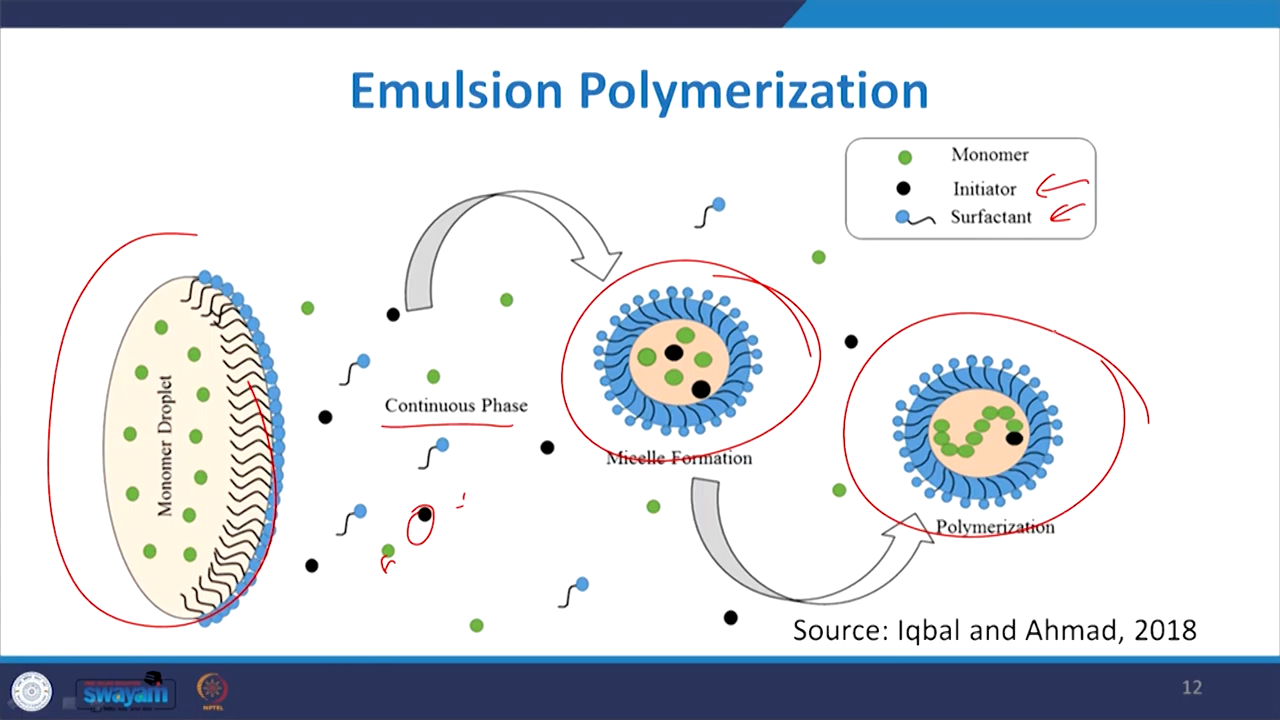 Emulsion Polymerization
Monomer
Initiator
Surfactant
Monomer Droplet
Continuous Phase
Micelle Formation
Polymerization
Source: Iqbal and Ahmad, 2018
swayam
NPTEL
12